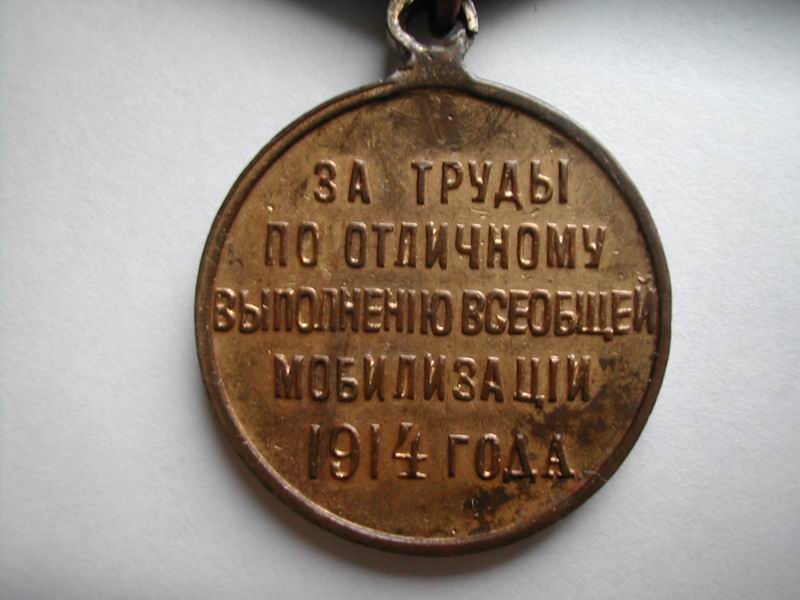 ЗА ТРУДЫ
ПО ОТЛИЧНОМУ
ВЫПОЛНЕНІЮ ВСЕОБЩЕЙ
МОБИЛИЗАЦІИ
1914 ГОДА